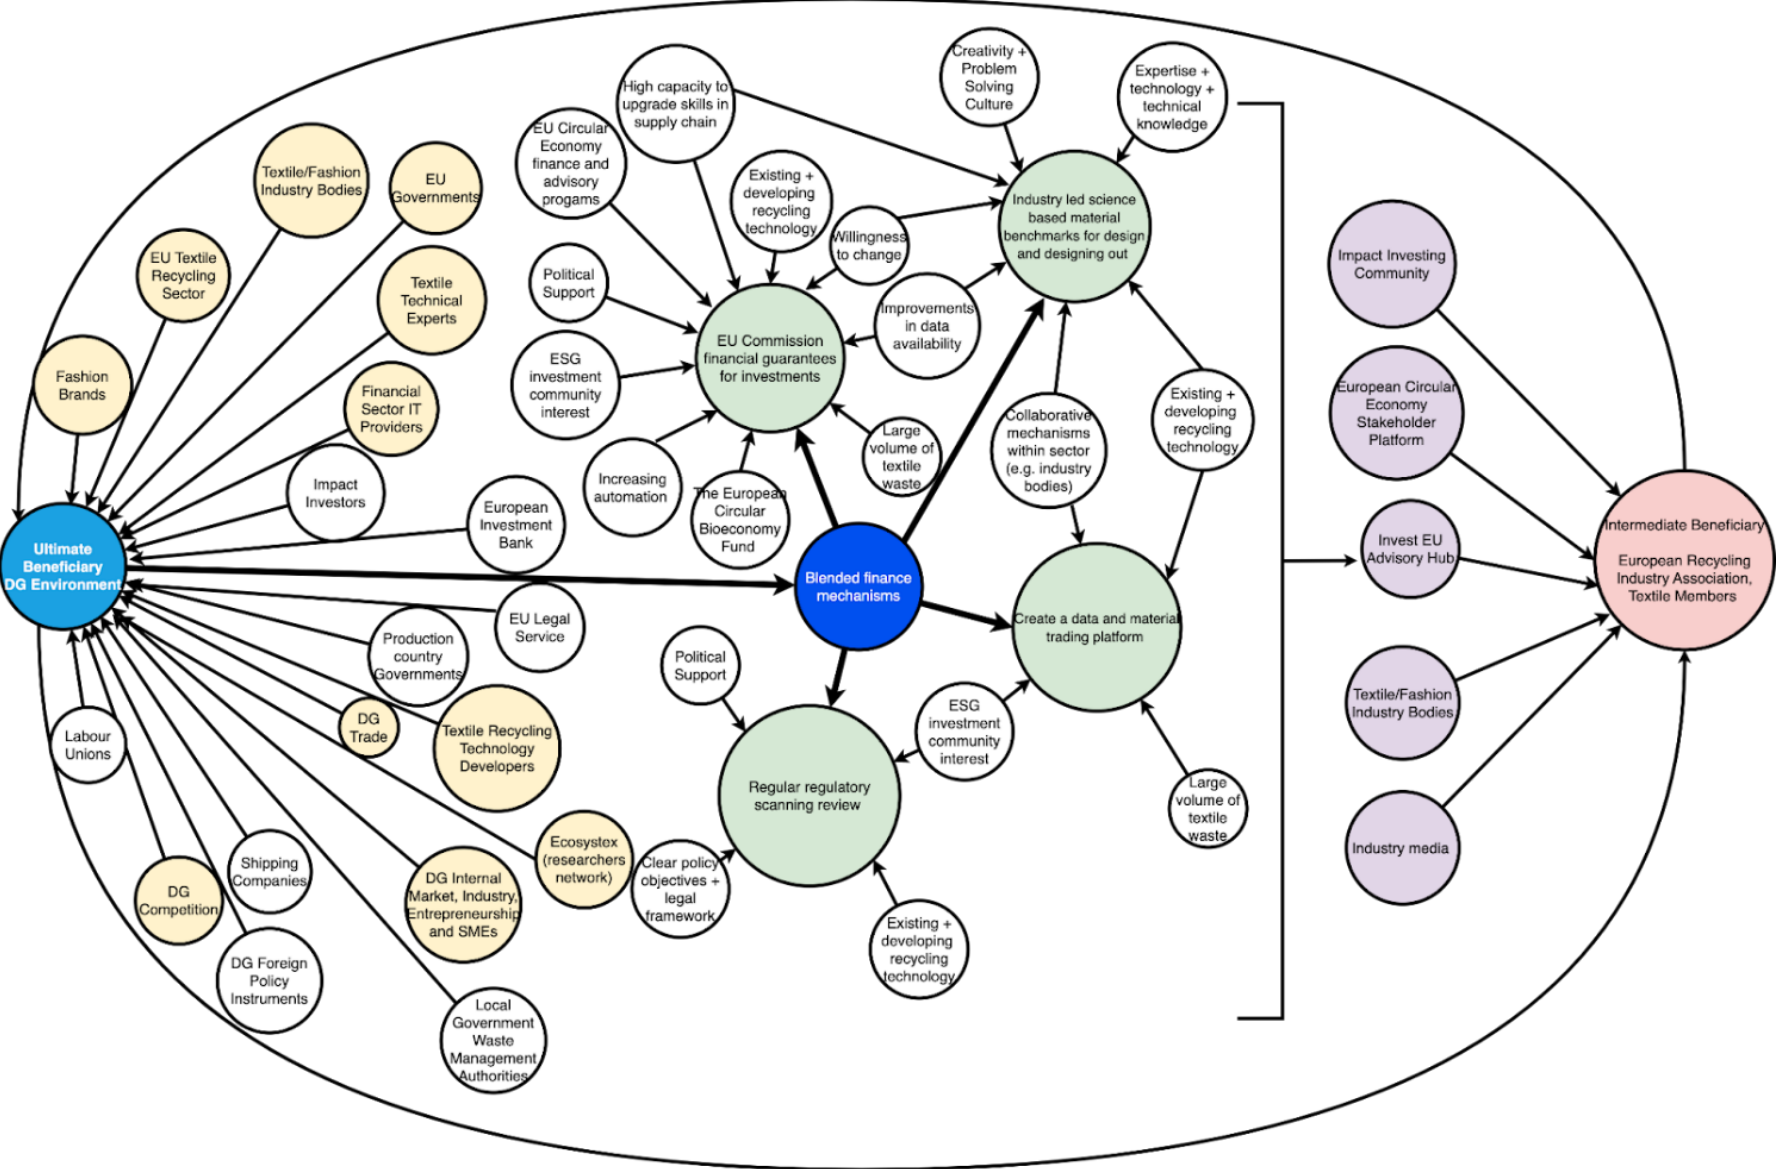 Creativity +
Problem
Solving
Culture
Expertise +
technology +
technical
knowledge
High capacity to
upgrade skills in
supply chain
EU Circular
Economy
finance and
advisory
progams
Existing +
developing
recycling
technology
Willingness
to change
Industry led science
based material
benchmarks for design
and designing out
Textile/Fashion
Industry Bodies
EU
Governments
EU Textile
Recycling
Sector
Textile
Technical
Experts
Political
Support
Improvements
in data
availability
EU Commission
financial guarantees
for investments
ESG
investment
community
interest
Fashion
Brands
Financial
Sector IT
Providers
Impact
Investors
European
Investment
Bank
Increasing
automation
The European
Circular
Bioeconomy
Fund
Large
volume of
textile
waste
Collaborative
mechanisms
within sector
(e.g. industry
bodies)
Existing +
developing
recycling
technology
Ultimate
Beneficiary
DG Environment
Blended finance
mechanisms
Create a data and material
trading platform
EU Legal
Service
Production
country
Governments
Political
Support
ESG
investment
community
interest
DG
Trade
Textile Recycling
Technology
Developers
Labour
Unions
Regular regulatory
scanning review
Large
volume of
textile
waste
Ecosystex
(researchers
network)
Clear policy
objectives +
legal
framework
Shipping
Companies
DG
Competition
DG Internal
Market, Industry,
Entrepreneurship
and SMEs
Existing +
developing
recycling
technology
DG Foreign
Policy
Instruments
Local
Government
Waste
Management
Authorities
Impact Investing
Community
European Circular
Economy
Stakeholder
Platform
Invest EU
Advisory Hub
Textile/Fashion
Industry Bodies
Industry media
Intermediate Beneficiary
European Recycling
Industry Association,
Textile Members